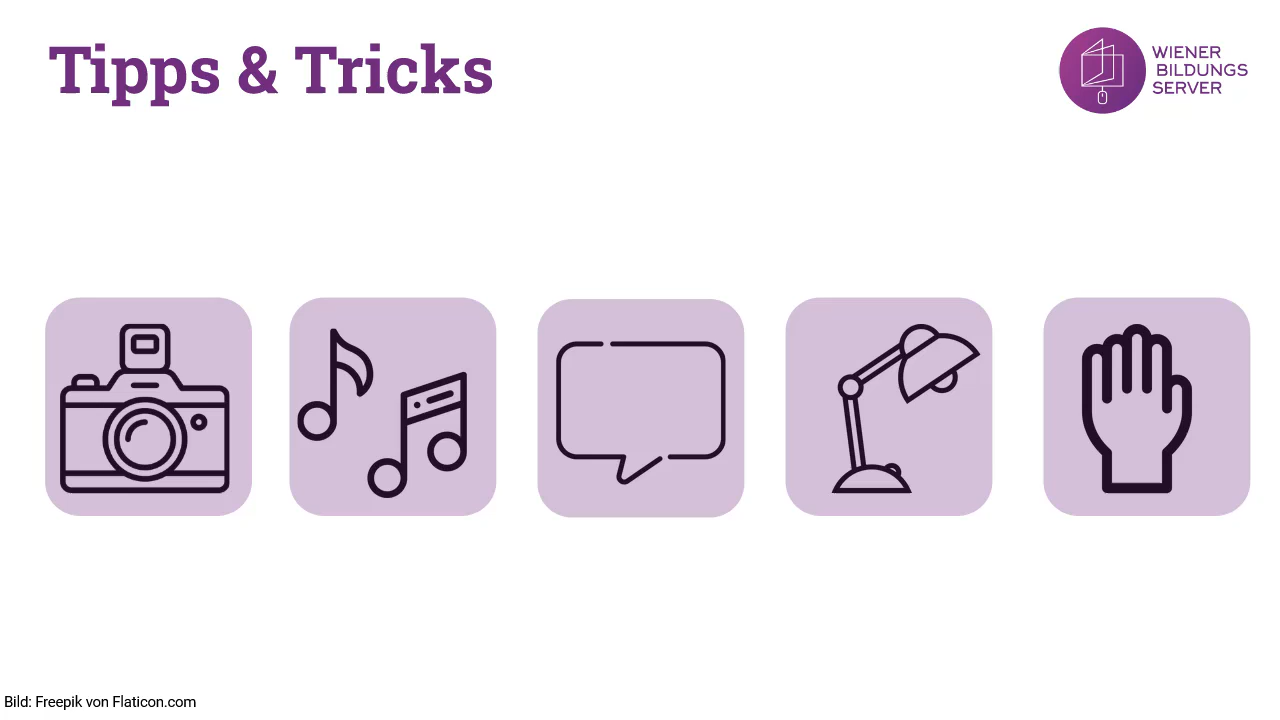 Tipps & Tricks
WIENER
BILDUNGS
SERVER
Bild: Freepik von Flaticon.com